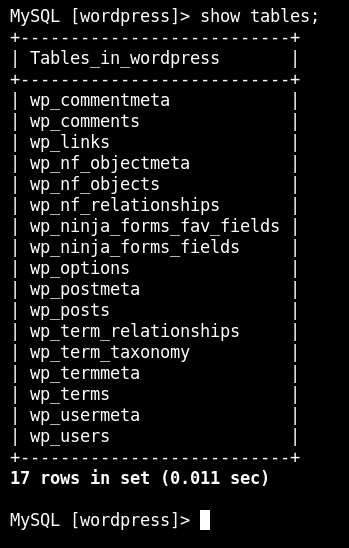 MySQL [wordpress]> show tables;
+---------------------------+
| Tables_in_wordpress       |
+---------------------------+
| wp_commentmeta            |
| wp_comments               |
| wp_links                  |
| wp_nf_objectmeta          |
| wp_nf_objects             |
| wp_nf_relationships       |
| wp_ninja_forms_fav_fields |
| wp_ninja_forms_fields     |
| wp_options                |
| wp_postmeta               |
| wp_posts                  |
| wp_term_relationships     |
| wp_term_taxonomy          |
| wp_termmeta               |
| wp_terms                  |
| wp_usermeta               |
| wp_users                  |
+---------------------------+
17 rows in set (0.011 sec)
MySQL [wordpress]>